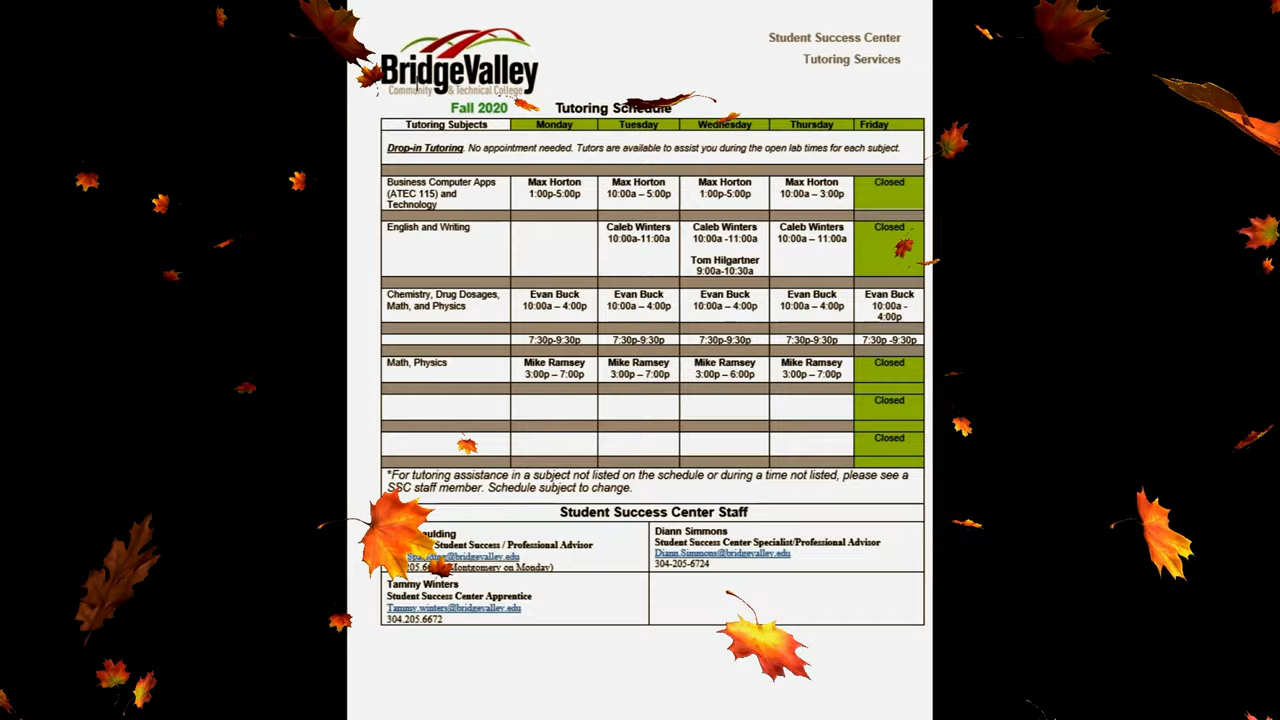 BridgeValley
Community & Technical College
Student Success Center
Tutoring Services
Fall 2020 Tutoring Schedule
Tutoring Subjects Monday Tuesday Wednesday Thursday Friday
Drop-in Tutoring. No appointment needed. Tutors are available to assist you during the open lab times for each subject.
Business Computer Apps Max Horton Max Horton Max Horton Max Horton Closed
(ATEC 115) and 1:00p-5:00p 10:00a – 5:00p 1:00p-5:00p 10:00a – 3:00p
Technology
English and Writing Caleb Winters Caleb Winters Caleb Winters Closed
10:00a-11:00a 10:00a -11:00a 10:00a – 11:00a
Tom Hilgartner
9:00a-10:30a
Chemistry, Drug Dosages, Evan Buck Evan Buck Evan Buck Evan Buck Evan Buck
Math, and Physics 10:00a – 4:00p 10:00a – 4:00p 10:00a – 4:00p 10:00a – 4:00p 10:00a -
4:00p
7:30p-9:30p 7:30p-9:30p 7:30p-9:30p 7:30p-9:30p 7:30p -9:30p
Math, Physics Mike Ramsey Mike Ramsey Mike Ramsey Mike Ramsey Closed
3:00p – 7:00p 3:00p – 7:00p 3:00p – 6:00p 3:00p – 7:00p
Closed
Closed
*For tutoring assistance in a subject not listed on the schedule or during a time not listed, please see a
SSC staff member. Schedule subject to change.
Student Success Center Staff
Student Success / Professional Advisor
@bridgevalley.edu
Montgomery on Monday)
Diann Simmons
Student Success Center Specialist/Professional Advisor
Diann.Simmons@bridgevalley.edu
304-205-6724
Tammy Winters
Student Success Center Apprentice
Tammy.winters@bridgevalley.edu
304.205.6672